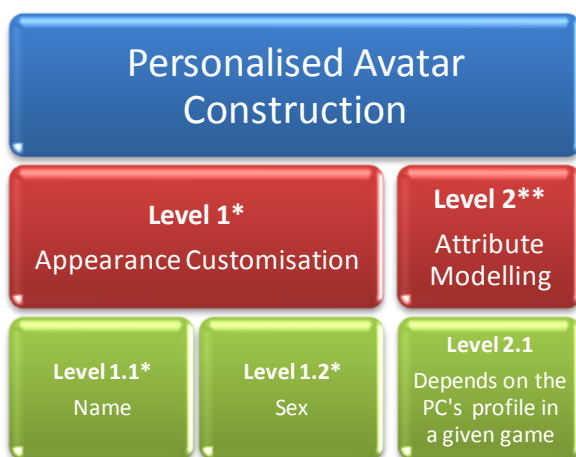 Personalised Avatar
Construction
Level 1*
Appearance Customisation
Level 2**
Attribute
Modelling
Level 1.1*
Name
Level 1.2*
Sex
Level 2.1
Depends on the
PC's profile in
a given game